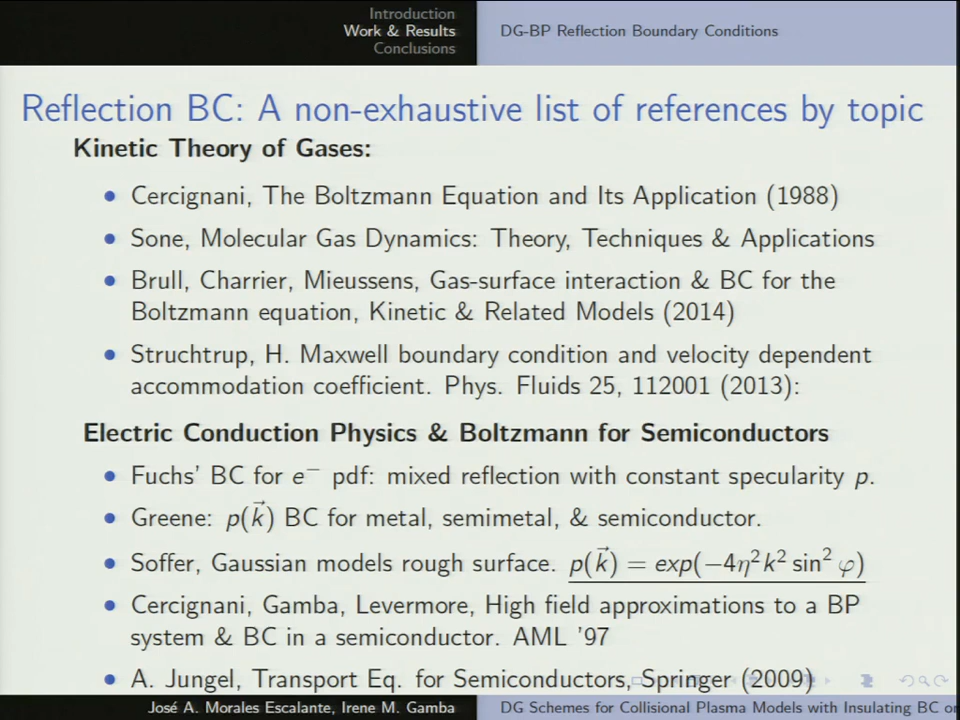 Introduction
Work & Results
Conclusions
DG-BP Reflection Boundary Conditions
Reflection BC: A non-exhaustive list of references by topic
Kinetic Theory of Gases:
• Cercignani, The Boltzmann Equation and Its Application (1988)
• Sone, Molecular Gas Dynamics: Theory, Techniques & Applications
• Brull, Charrier, Mieussens, Gas-surface interaction & BC for the
Boltzmann equation, Kinetic & Related Models (2014)
• Struchtrup, H. Maxwell boundary condition and velocity dependent
accommodation coefficient. Phys. Fluids 25, 112001 (2013):
Electric Conduction Physics & Boltzmann for Semiconductors
• Fuchs' BC for e⁻ pdf: mixed reflection with constant specularity p.
• Greene: p(k⃗) BC for metal, semimetal, & semiconductor.
• Soffer, Gaussian models rough surface. p(k⃗) = exp(−4η²k² sin² φ)
• Cercignani, Gamba, Levermore, High field approximations to a BP
system & BC in a semiconductor. AML '97
• A. Jungel, Transport Eq. for Semiconductors, Springer (2009)
José A. Morales Escalante, Irene M. Gamba
DG Schemes for Collisional Plasma Models with Insulating BC on